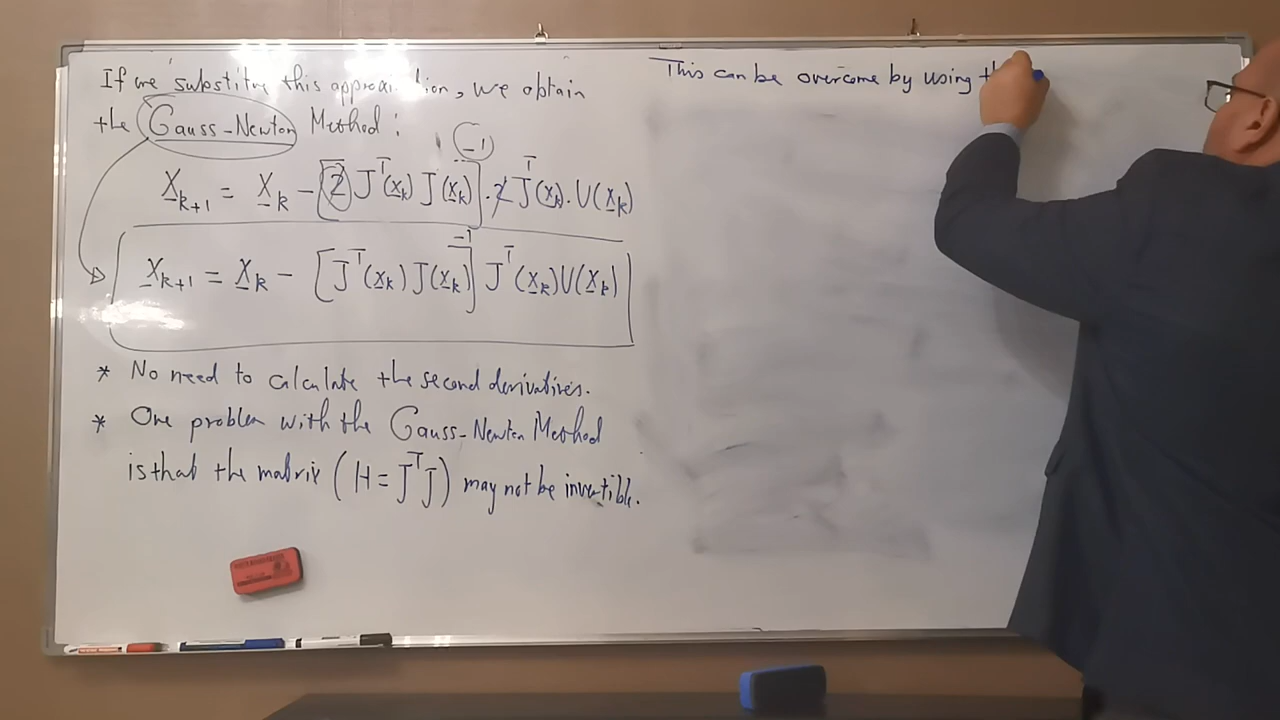 If we substitute this approximation, we obtain
the Gauss-Newton Method:
X_{k+1} = X_k - [2 J^T(x_k) J(x_k)]^{-1} . 2 J^T(x_k) . U(x_k)
X_{k+1} = X_k - [J^T(x_k) J(x_k)]^{-1} J^T(x_k) U(x_k)
* No need to calculate the second derivatives.
* One problem with the Gauss-Newton Method
is that the matrix (H = J^T J) may not be invertible.
This can be overcome by using